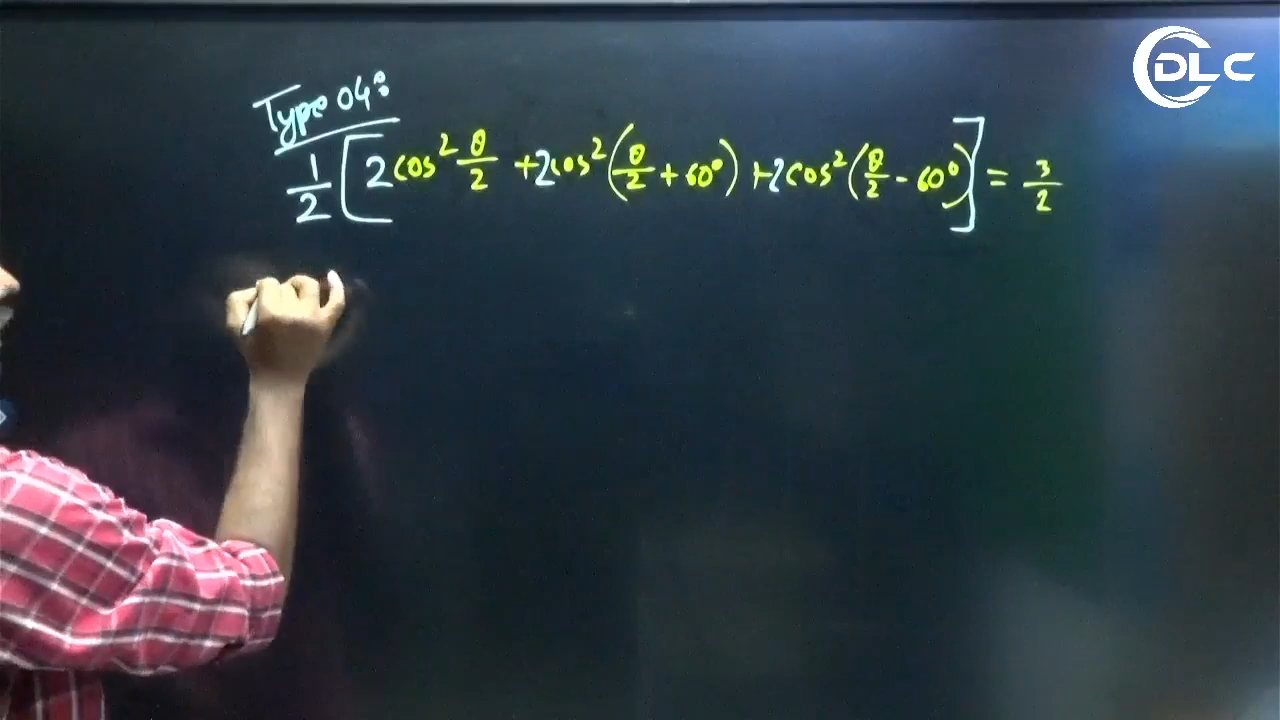 DLC
Type 04:
1/2 [2cos² θ/2 + 2cos² (θ/2 + 60°) + 2cos² (θ/2 - 60°)] = 3/2